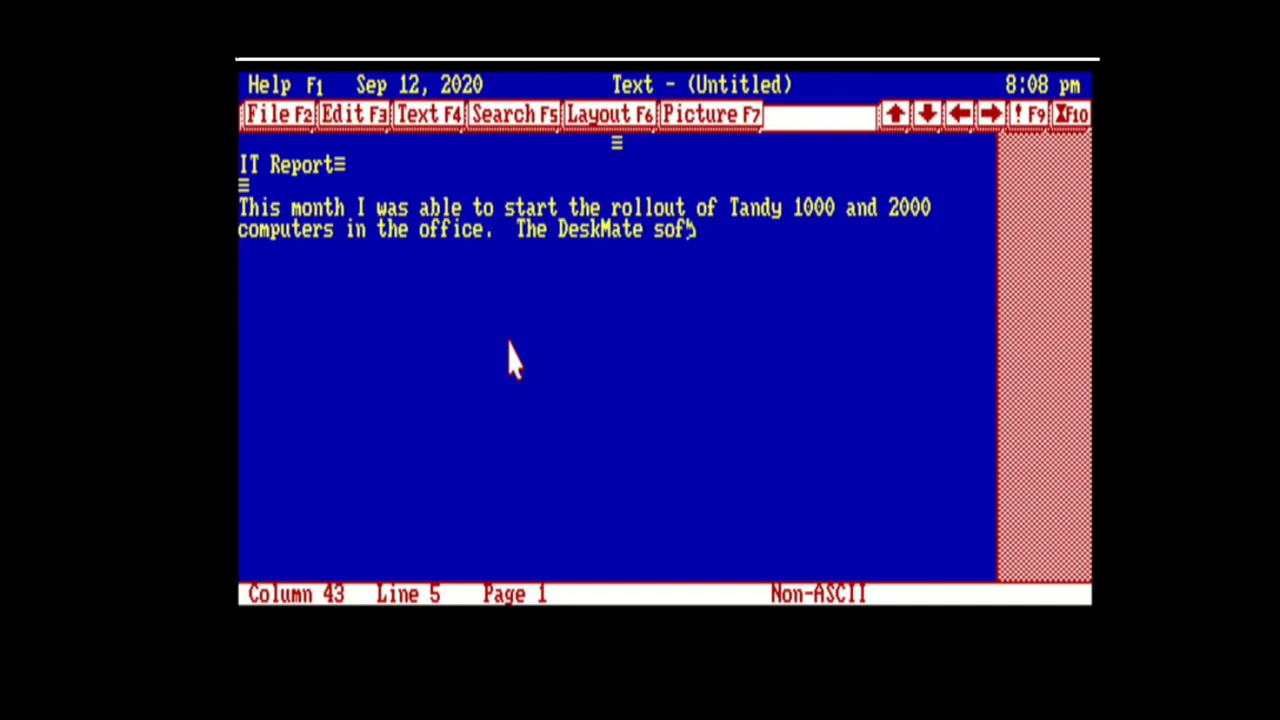 Help F1 Sep 12, 2020 Text - (Untitled) 8:08 pm
File F2 Edit F3 Text F4 Search F5 Layout F6 Picture F7 ! F9 F10
IT Report
This month I was able to start the rollout of Tandy 1000 and 2000
computers in the office. The DeskMate sof
Column 43 Line 5 Page 1 Non-ASCII